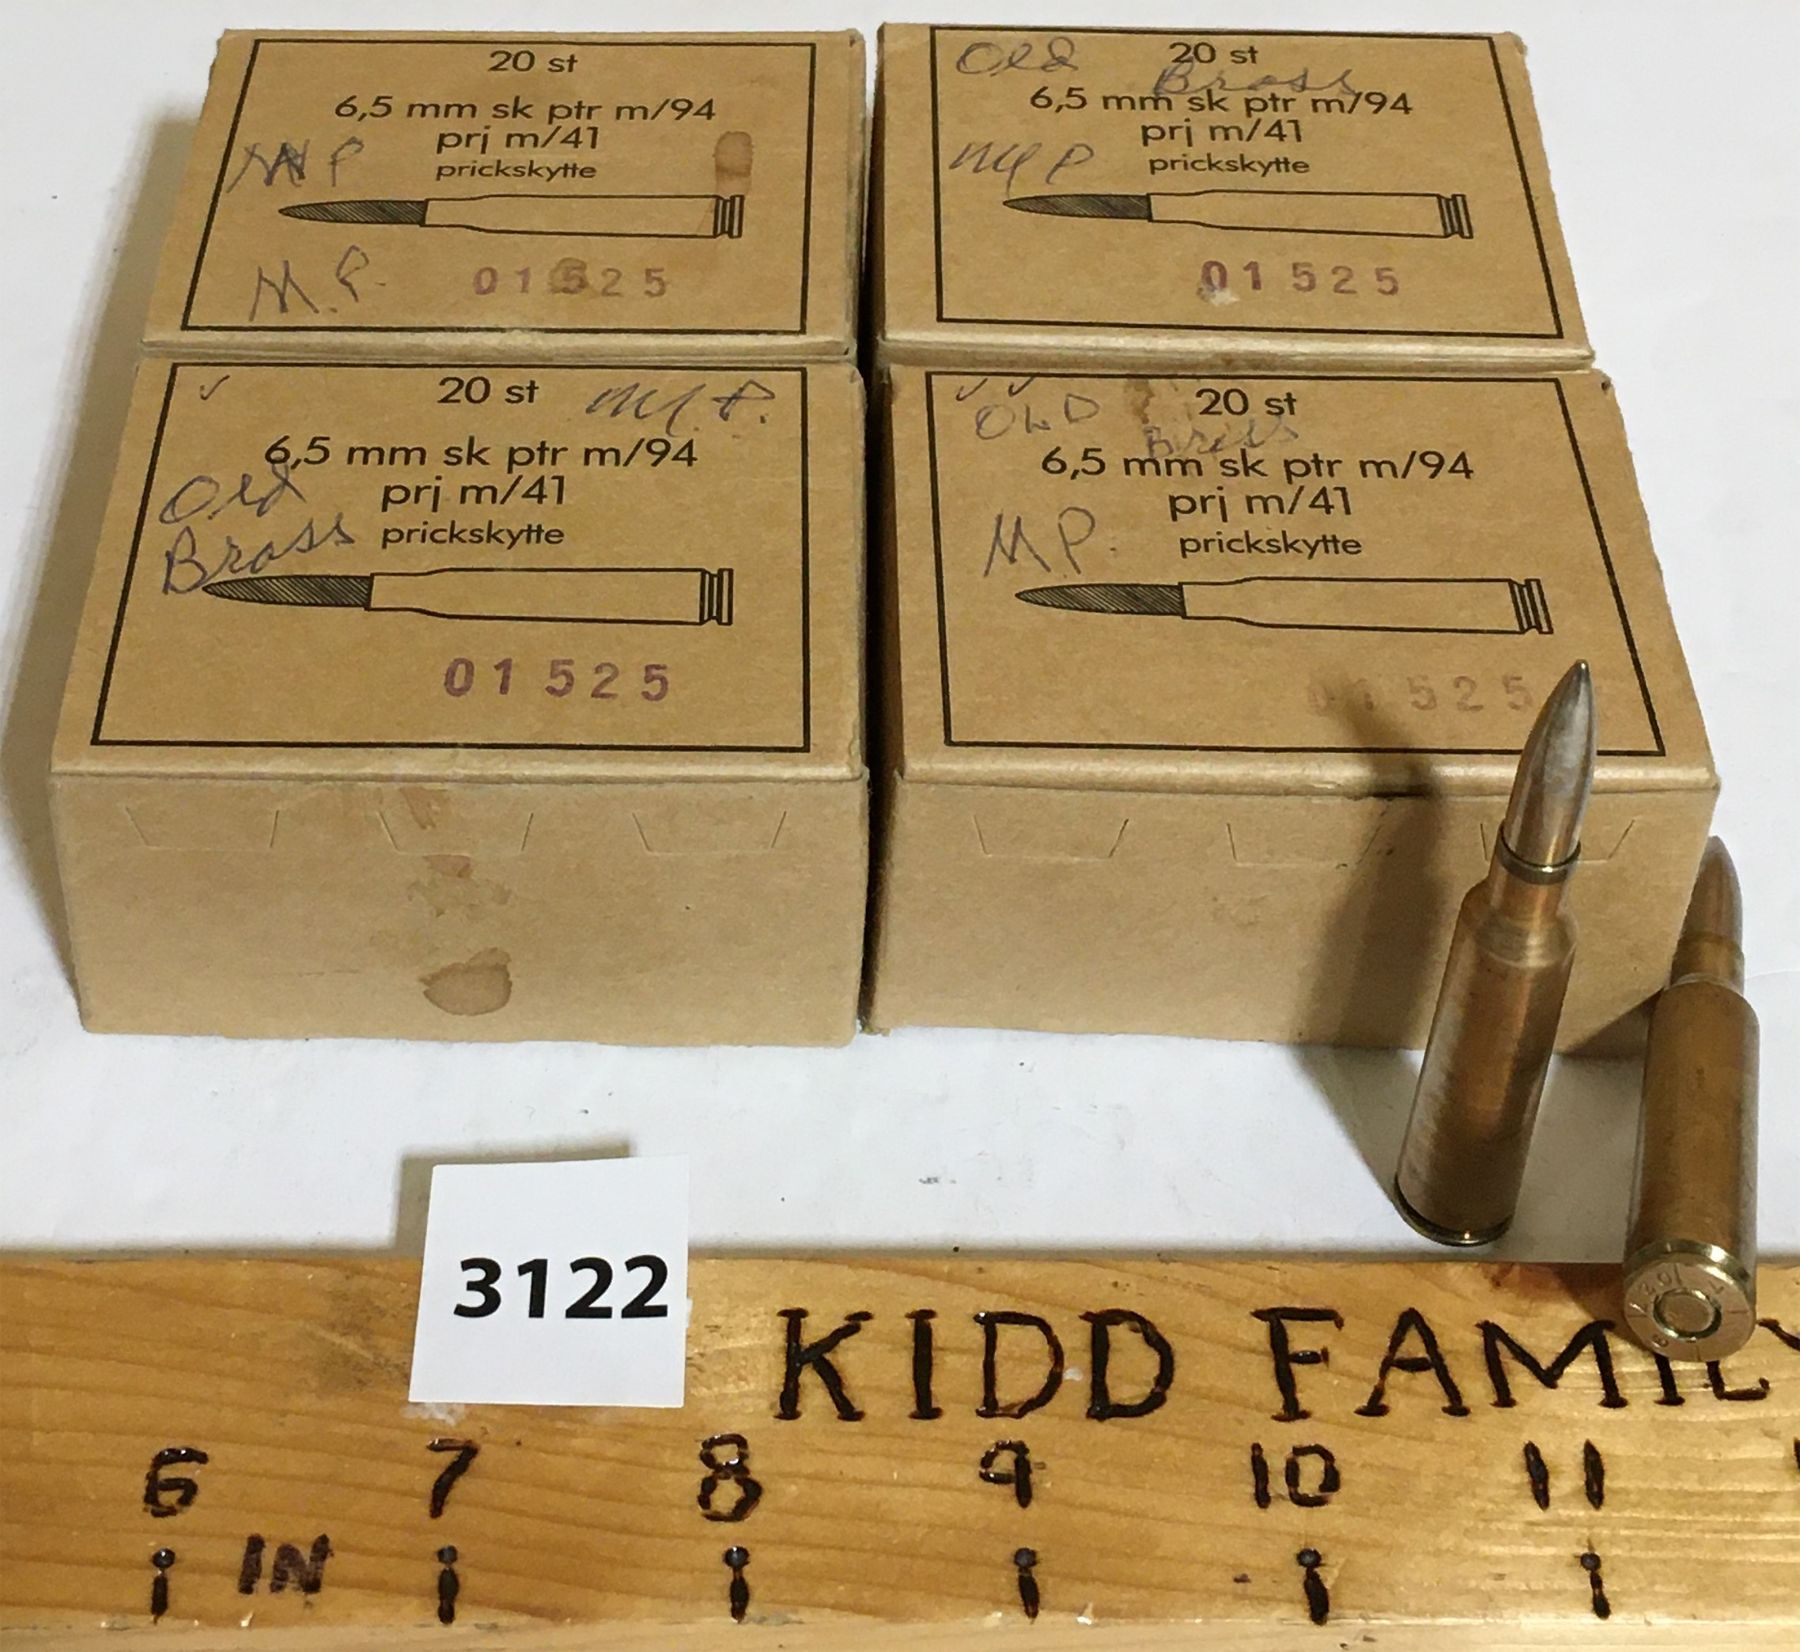 20 st
6,5 mm sk ptr m/94
prj m/41
prickskytte
M P
M.P.
01525
Old 20 st
Brass
6,5 mm sk ptr m/94
prj m/41
MP prickskytte
01525
20 st M.P.
6,5 mm sk ptr m/94
Old prj m/41
Brass prickskytte
01525
OLD 20 st
Brass
6,5 mm sk ptr m/94
prj m/41
M.P. prickskytte
01525
3122
KIDD FAMILY
6 7 8 9 10 11
IN